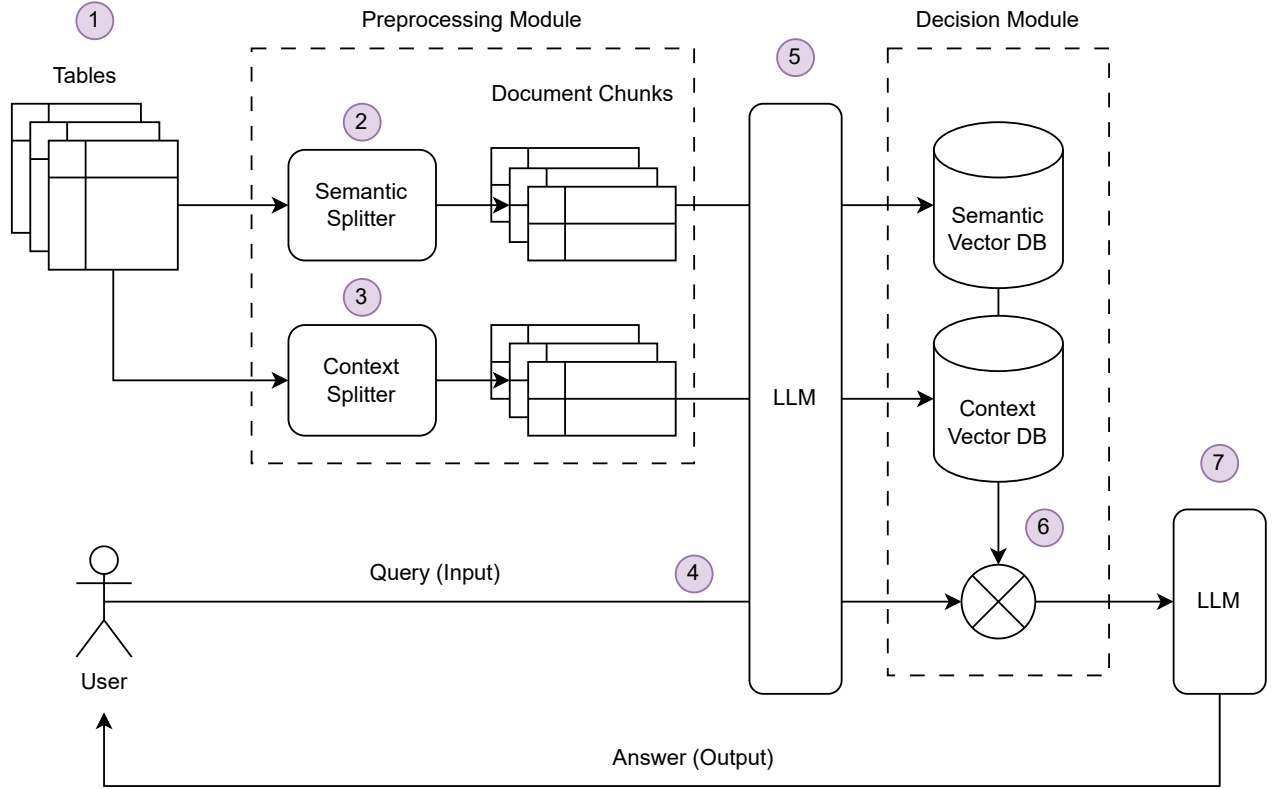 1
Preprocessing Module
Decision Module
5
Tables
Document Chunks
2
Semantic
Splitter
Semantic
Vector DB
3
Context
Splitter
LLM
Context
Vector DB
7
6
Query (Input)
4
LLM
User
Answer (Output)